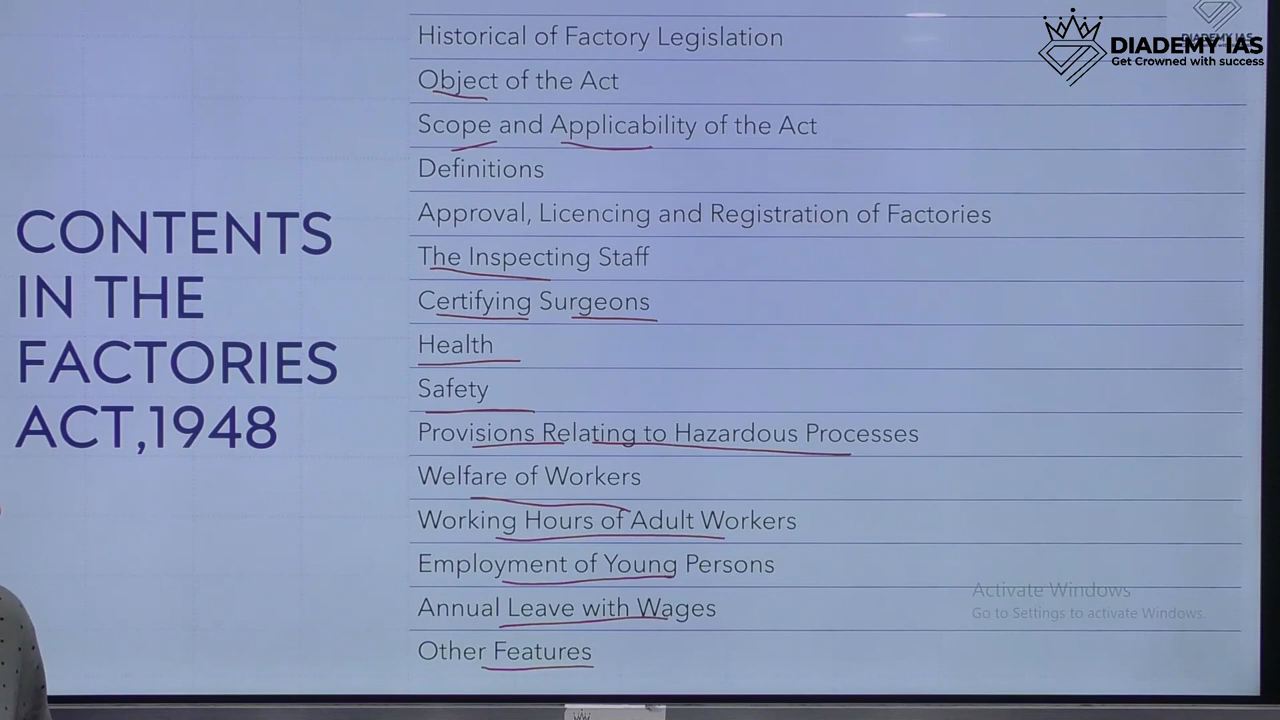 CONTENTS
IN THE
FACTORIES
ACT,1948
Historical of Factory Legislation
Object of the Act
Scope and Applicability of the Act
Definitions
Approval, Licencing and Registration of Factories
The Inspecting Staff
Certifying Surgeons
Health
Safety
Provisions Relating to Hazardous Processes
Welfare of Workers
Working Hours of Adult Workers
Employment of Young Persons
Annual Leave with Wages
Other Features
DIADEMY IAS
Get Crowned with success
DIADEMY IAS
Activate Windows
Go to Settings to activate Windows.